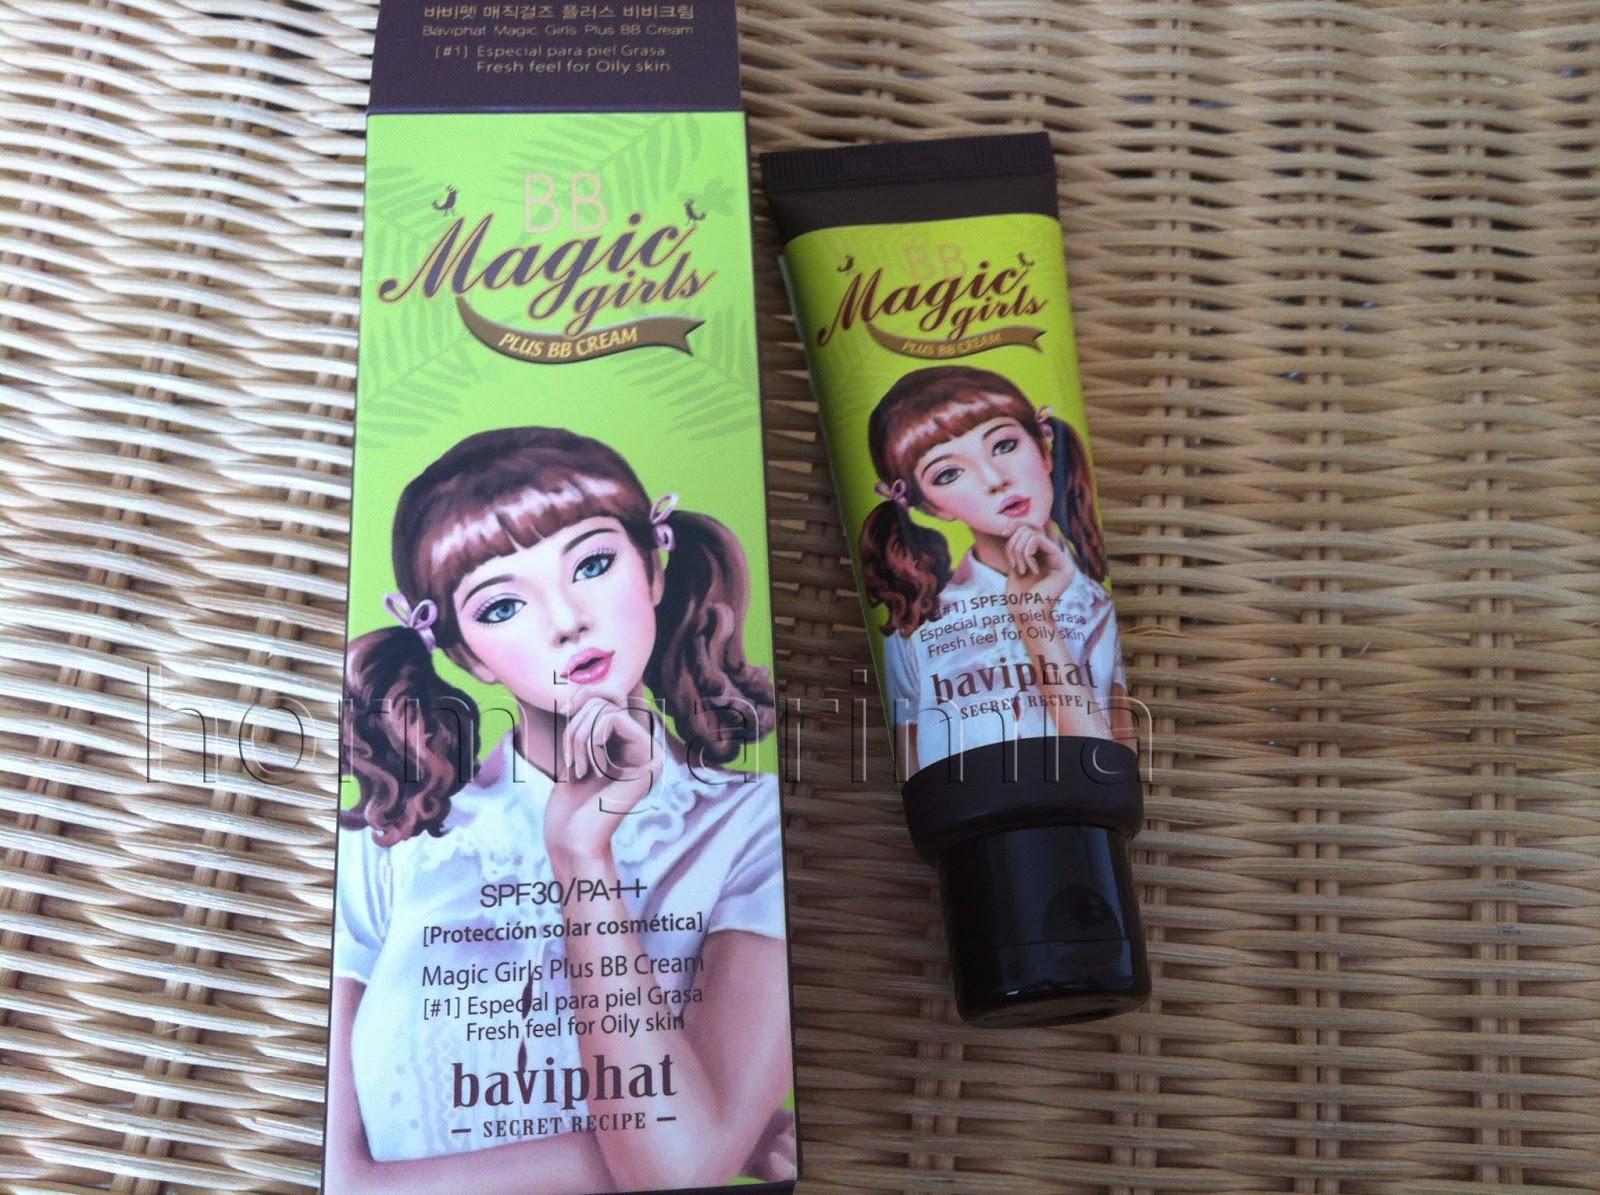 바비펫 매직걸즈 플러스 비비크림
Baviphat Magic Girls Plus BB Cream
[#1] Especial para piel Grasa
Fresh feel for Oily skin
BB
Magic
girls
PLUS BB CREAM
SPF30/PA++
[Protección solar cosmética]
Magic Girls Plus BB Cream
[#1] Especial para piel Grasa
Fresh feel for Oily skin
baviphat
SECRET RECIPE
BB
Magic
girls
PLUS BB CREAM
[#1] SPF30/PA++
Especial para piel Grasa
Fresh feel for Oily skin
baviphat
SECRET RECIPE
hormigarimia